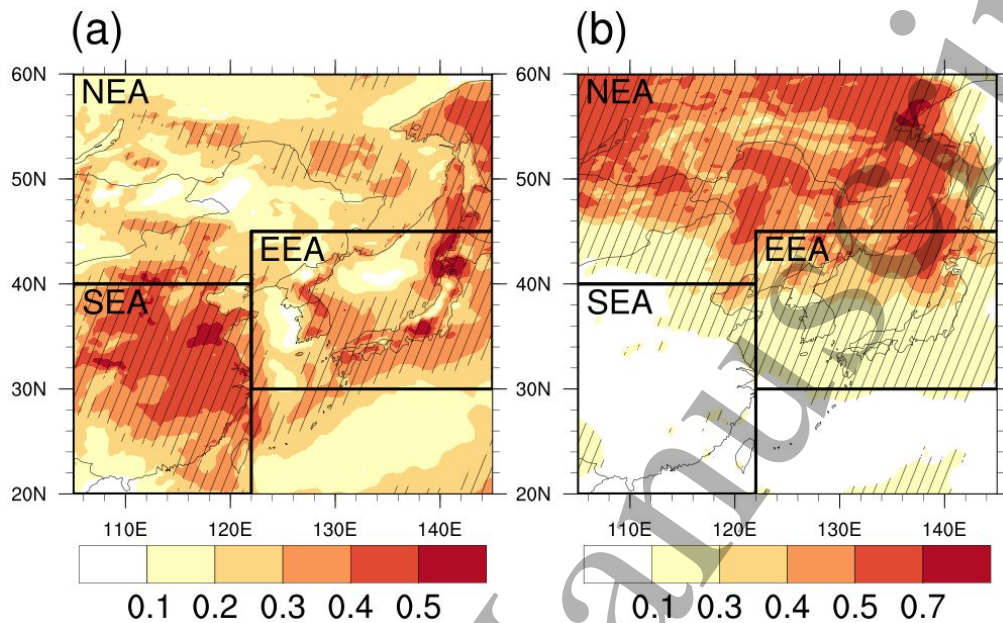 (a) (b)
60N 60N
NEA NEA
50N 50N
EEA EEA
40N 40N
SEA SEA
30N 30N
20N 20N
110E 120E 130E 140E 110E 120E 130E 140E
0.1 0.2 0.3 0.4 0.5 0.1 0.3 0.4 0.5 0.7